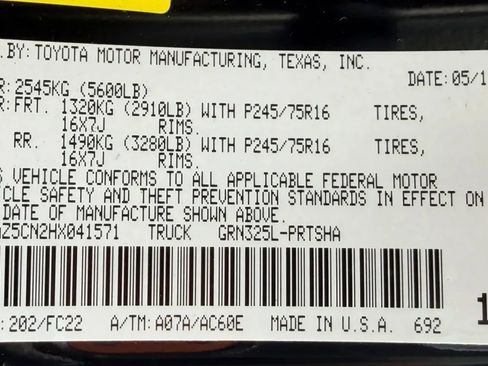 .BY: TOYOTA MOTOR MANUFACTURING, TEXAS, INC.
R: 2545KG (5600LB) DATE: 05/1
R: FRT. 1320KG (2910LB) WITH P245/75R16 TIRES,
16X7J RIMS.
RR. 1490KG (3280LB) WITH P245/75R16 TIRES,
16X7J RIMS.
S VEHICLE CONFORMS TO ALL APPLICABLE FEDERAL MOTOR
CLE SAFETY AND THEFT PREVENTION STANDARDS IN EFFECT ON
DATE OF MANUFACTURE SHOWN ABOVE.
Z5CN2HX041571 TRUCK GRN325L-PRTSHA
: 202/FC22 A/TM: A07A/AC60E MADE IN U.S.A. 692